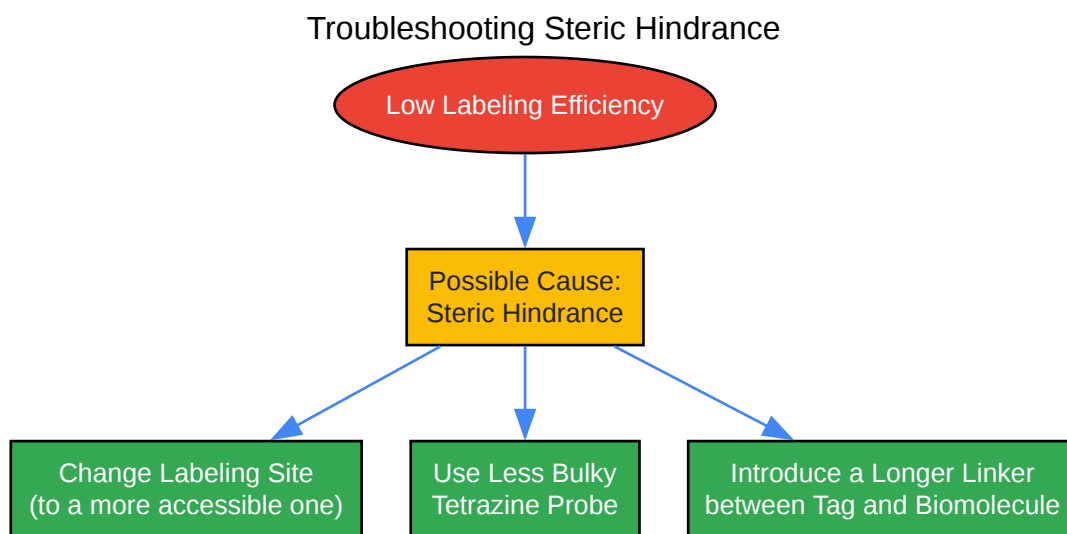 Troubleshooting Steric Hindrance
Low Labeling Efficiency
Possible Cause:
Steric Hindrance
Change Labeling Site
(to a more accessible one)
Use Less Bulky
Tetrazine Probe
Introduce a Longer Linker
between Tag and Biomolecule